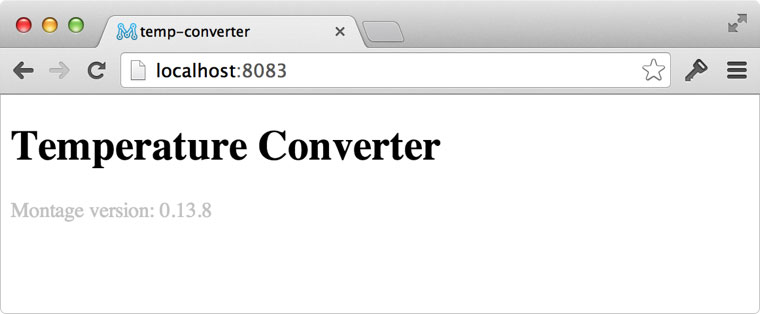 temp-converter
localhost:8083
Temperature Converter
Montage version: 0.13.8